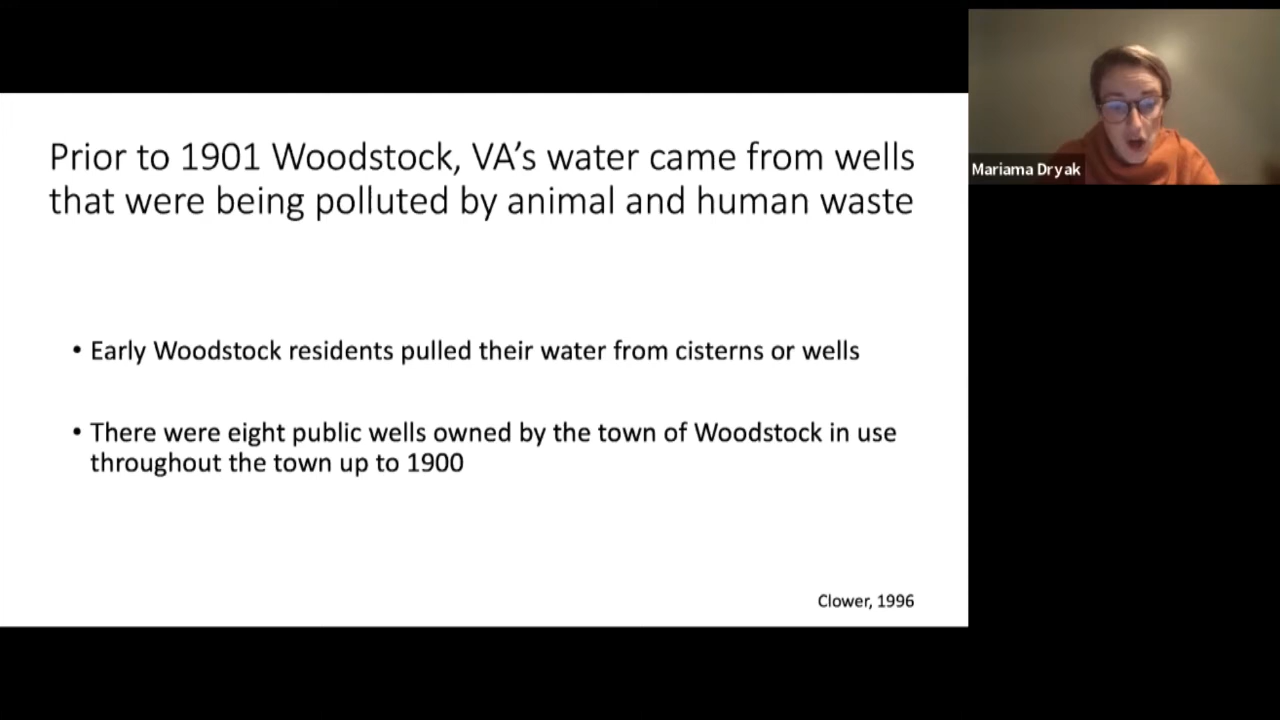 Prior to 1901 Woodstock, VA’s water came from wells
that were being polluted by animal and human waste
• Early Woodstock residents pulled their water from cisterns or wells
• There were eight public wells owned by the town of Woodstock in use
throughout the town up to 1900
Clower, 1996
Mariama Dryak